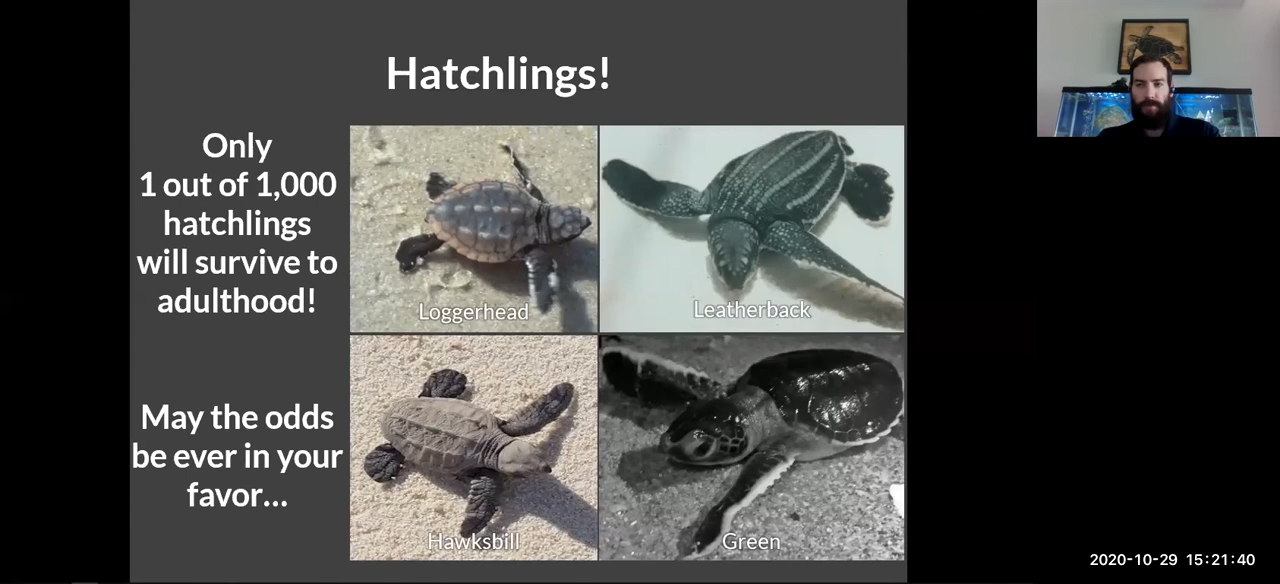 Hatchlings!
Only
1 out of 1,000
hatchlings
will survive to
adulthood!
May the odds
be ever in your
favor...
Loggerhead
Leatherback
Hawksbill
Green
2020-10-29 15:21:40